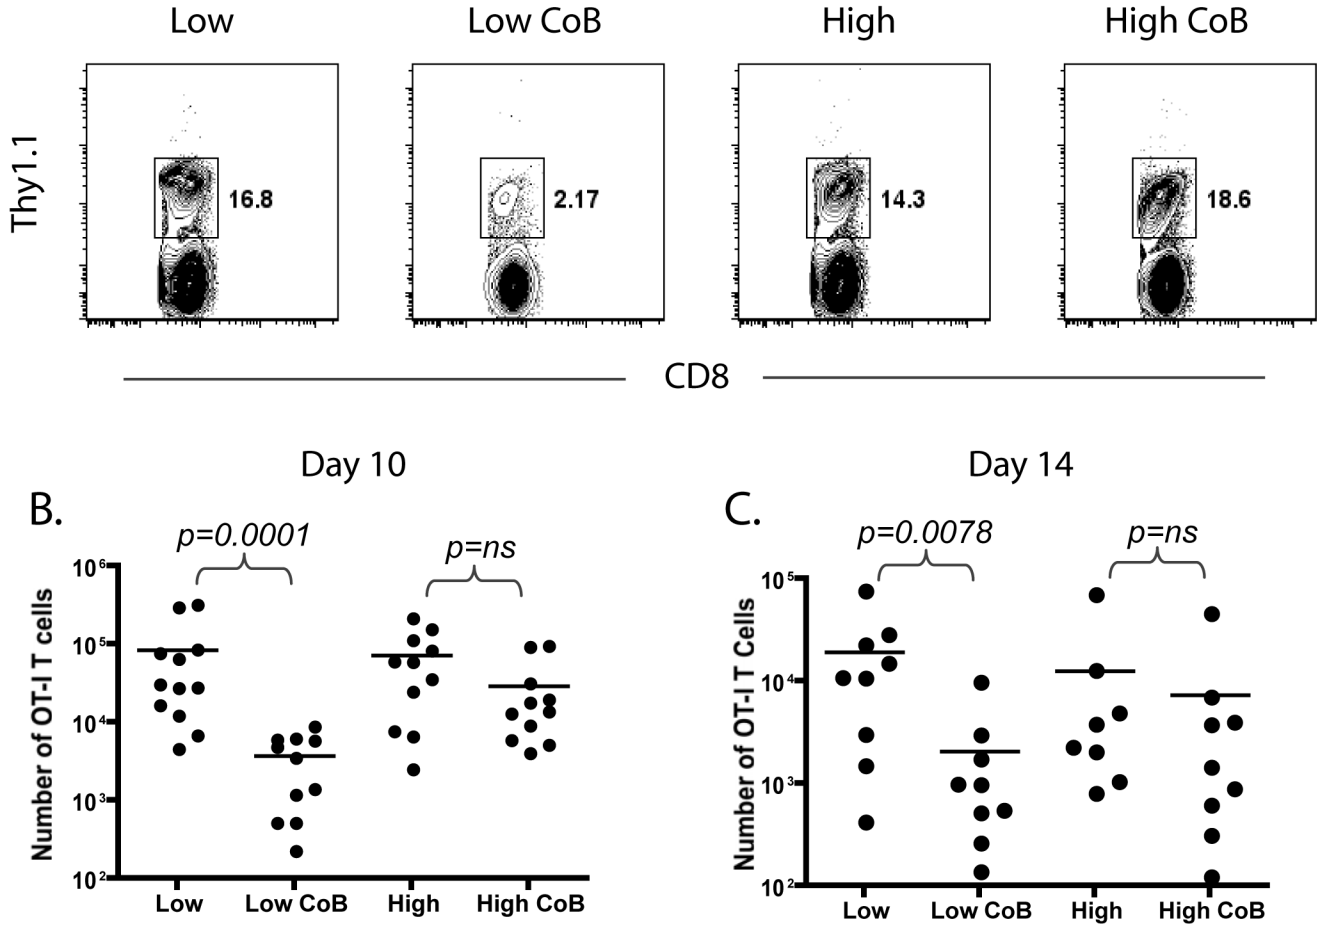 Low Low CoB High High CoB
Thy1.1
16.8 2.17 14.3 18.6
CD8
Day 10 Day 14
B.
p=0.0001 p=ns
10⁶
10⁵
10⁴
10³
10²
Number of OT-I T cells
Low Low CoB High High CoB
C.
p=0.0078 p=ns
10⁵
10⁴
10³
10²
Number of OT-I T Cells
Low Low CoB High High CoB